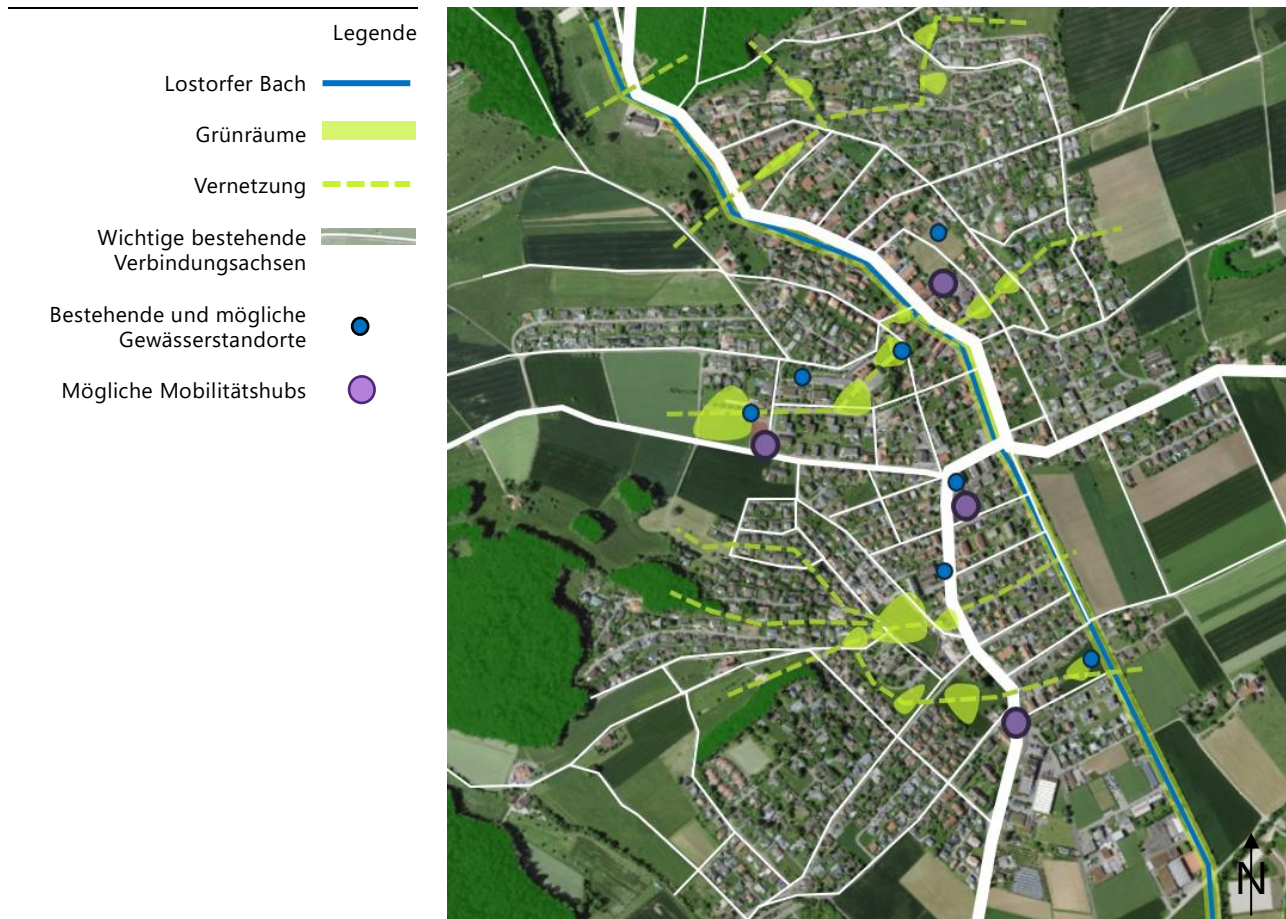 Legende
Lostorfer Bach
Grünräume
Vernetzung
Wichtige bestehende
Verbindungsachsen
Bestehende und mögliche
Gewässerstandorte
Mögliche Mobilitätshubs
N